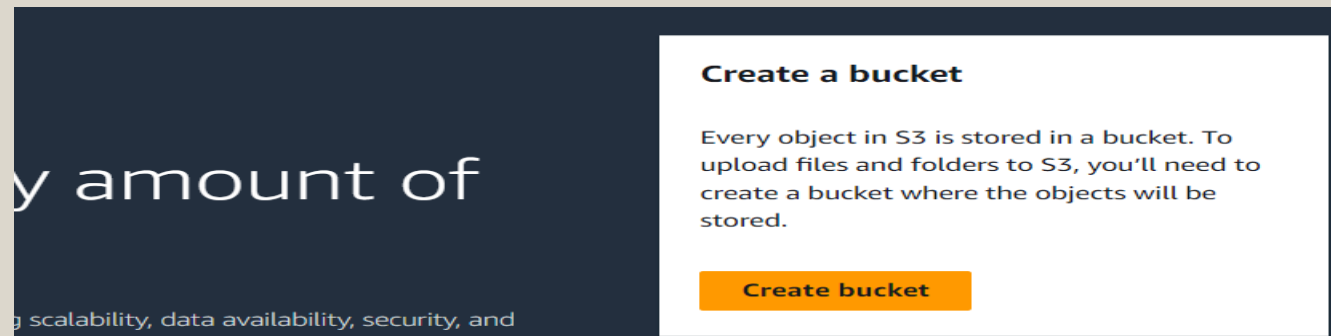 y amount of
scalability, data availability, security, and
Create a bucket
Every object in S3 is stored in a bucket. To
upload files and folders to S3, you’ll need to
create a bucket where the objects will be
stored.
Create bucket